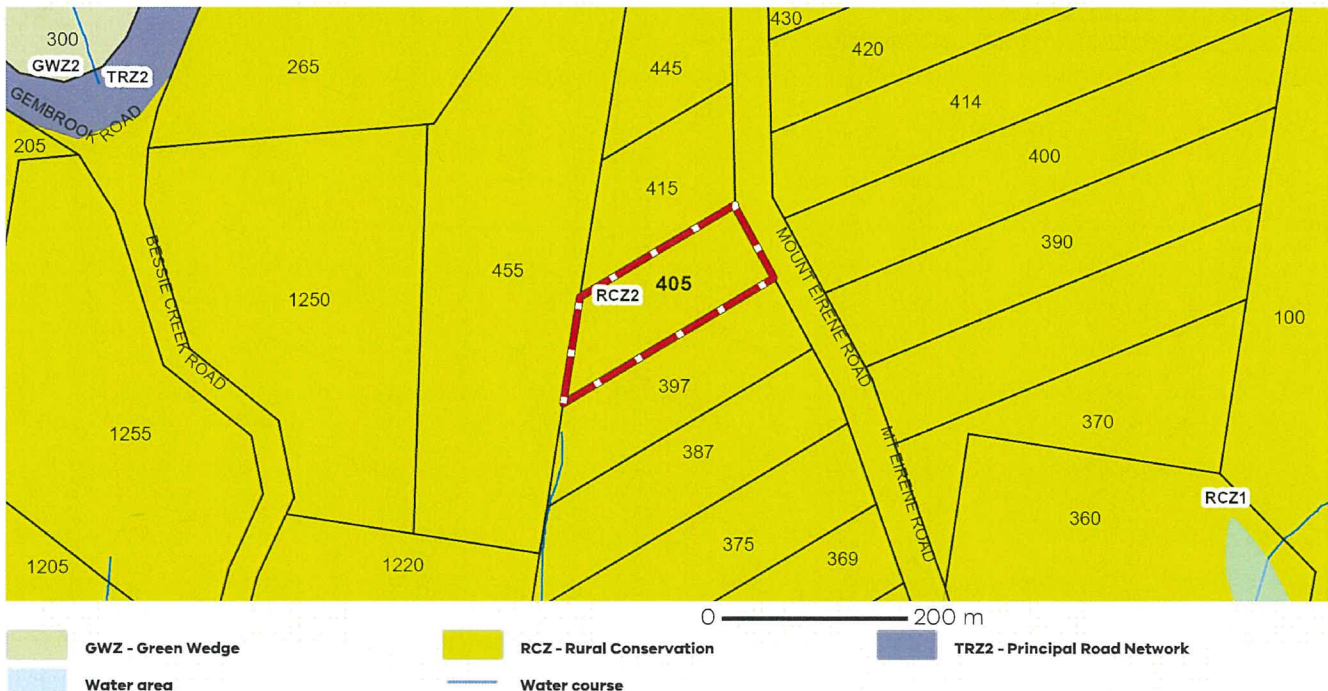 300
GWZ2
TRZ2
GEMBROOK ROAD
205
265
445
430
420
414
415
400
MOUNT EIRENE ROAD
390
BESSIE CREEK ROAD
1250
455
RCZ2
405
100
397
1255
387
MT EIRENE ROAD
370
RCZ1
360
375
369
1205
1220
0 200 m
GWZ - Green Wedge
RCZ - Rural Conservation
TRZ2 - Principal Road Network
Water area
Water course